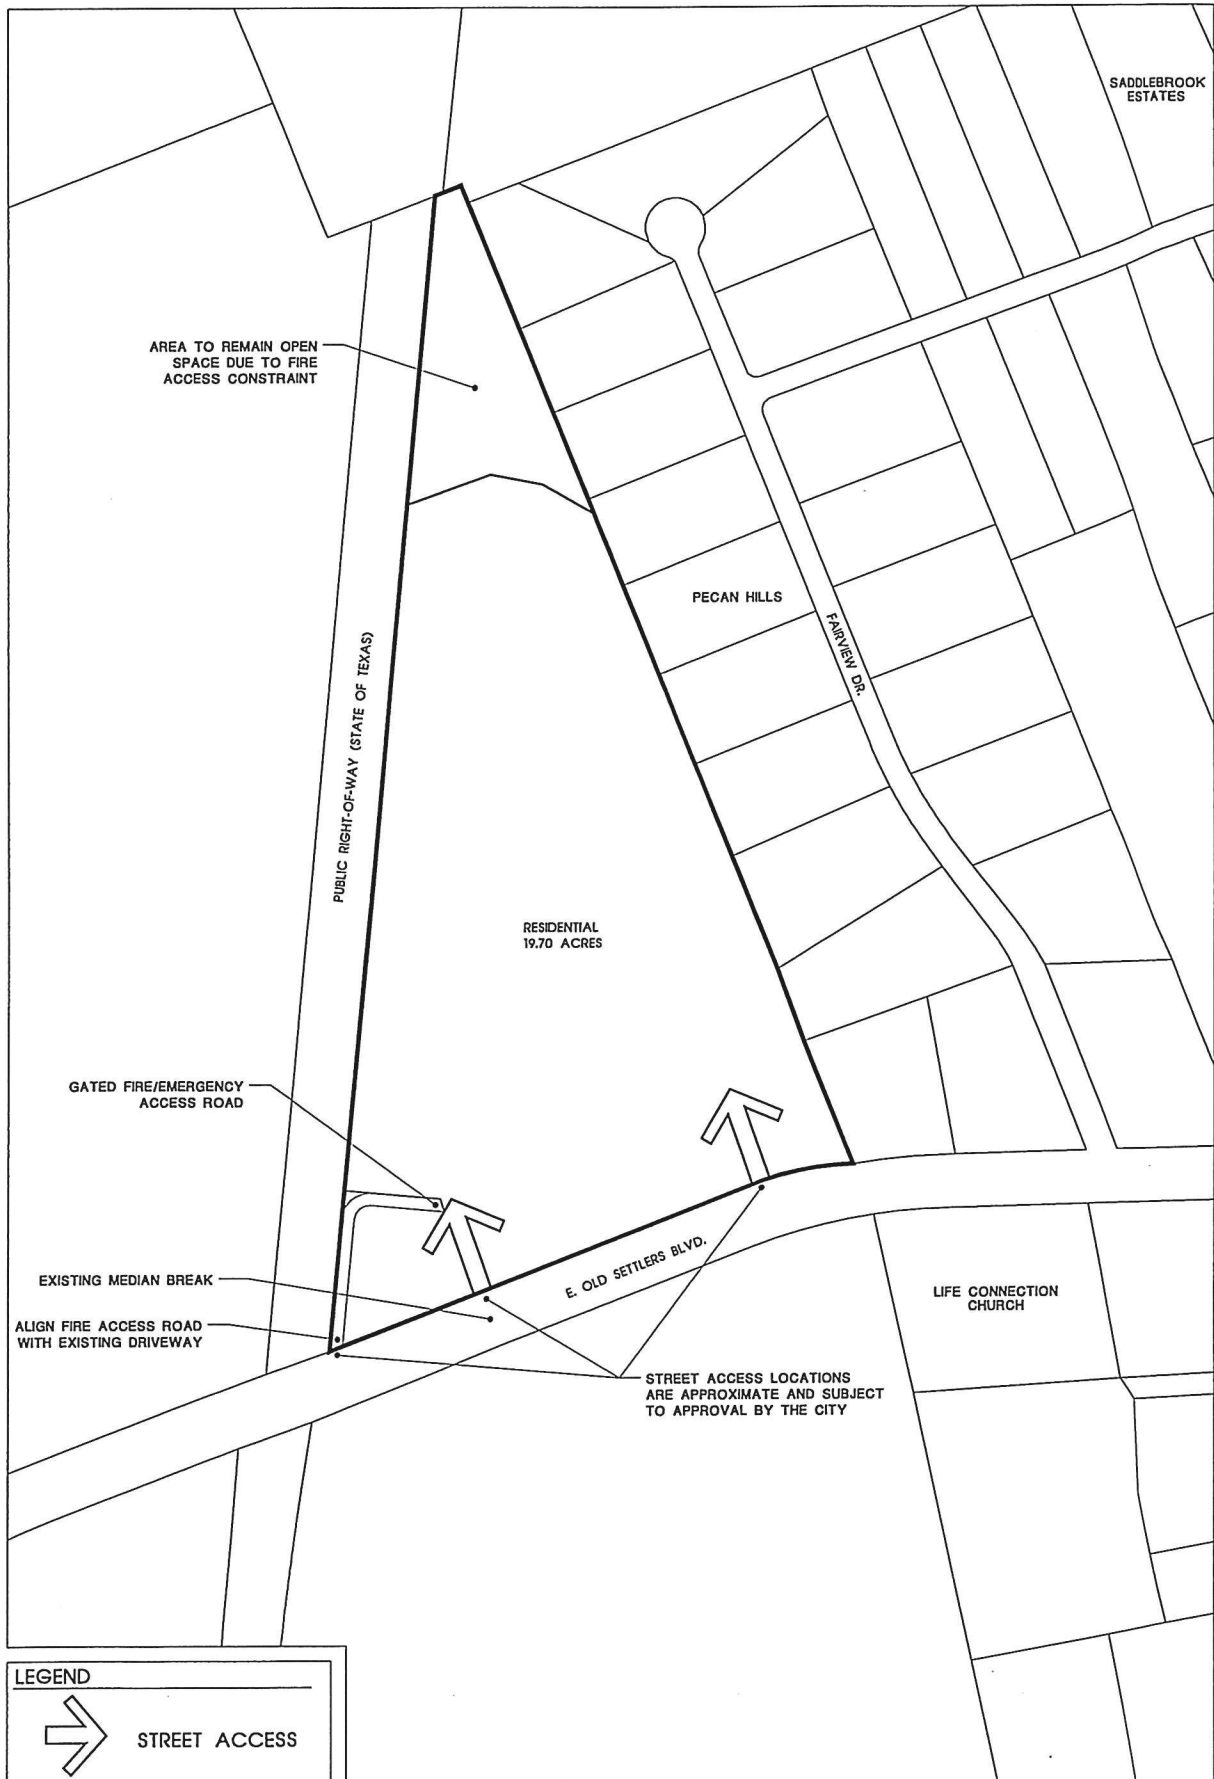 SADDLEBROOK
ESTATES
AREA TO REMAIN OPEN
SPACE DUE TO FIRE
ACCESS CONSTRAINT
PECAN HILLS
FAIRVIEW DR.
PUBLIC RIGHT-OF-WAY (STATE OF TEXAS)
RESIDENTIAL
19.70 ACRES
GATED FIRE/EMERGENCY
ACCESS ROAD
E. OLD SETTLERS BLVD.
EXISTING MEDIAN BREAK
LIFE CONNECTION
CHURCH
ALIGN FIRE ACCESS ROAD
WITH EXISTING DRIVEWAY
STREET ACCESS LOCATIONS
ARE APPROXIMATE AND SUBJECT
TO APPROVAL BY THE CITY
LEGEND
STREET ACCESS